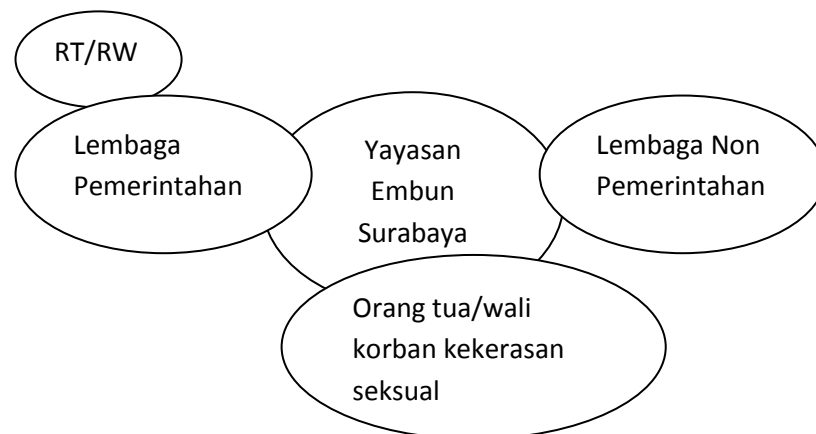 RT/RW
Lembaga
Pemerintahan
Yayasan
Embun
Surabaya
Lembaga Non
Pemerintahan
Orang tua/wali
korban kekerasan
seksual